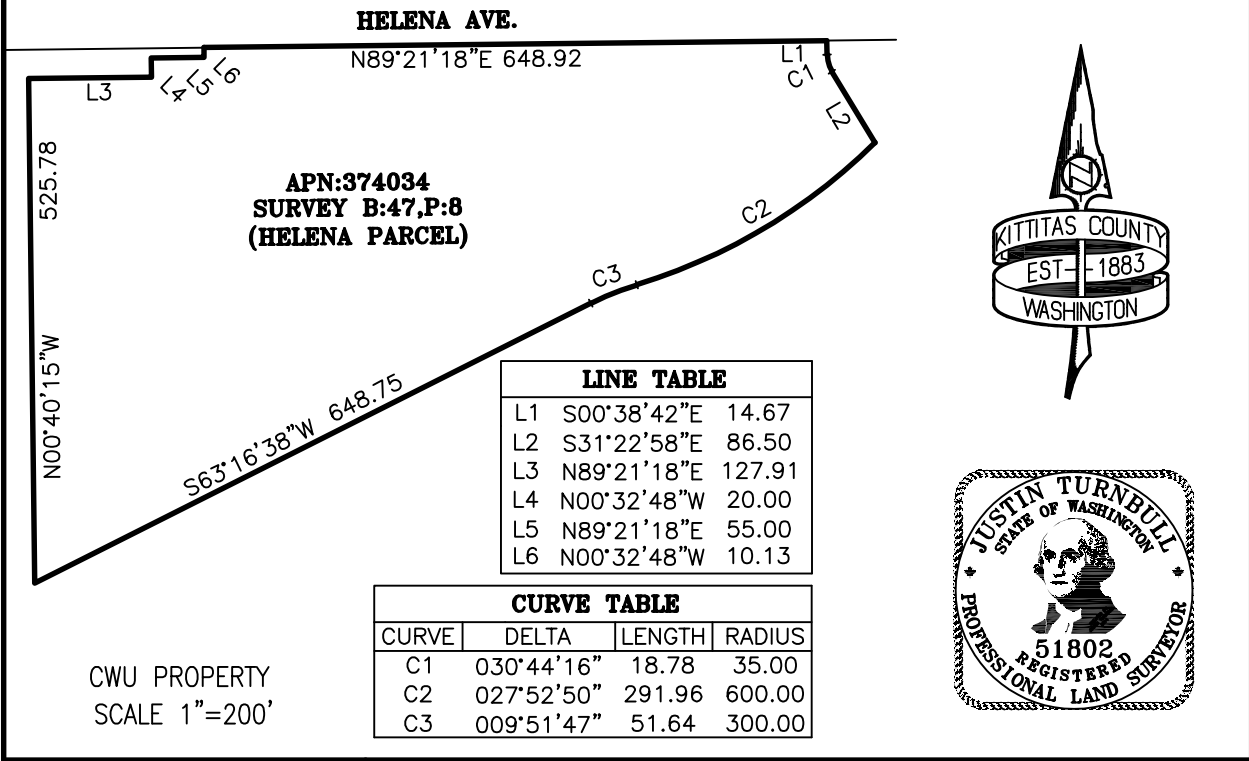 HELENA AVE.
N89°21'18"E 648.92
L1
C1
L2
L3
L4
L5
L6
525.78
N00°40'15"W
APN:374034
SURVEY B:47,P:8
(HELENA PARCEL)
C2
C3
S63°16'38"W 648.75
LINE TABLE
L1 S00°38'42"E 14.67
L2 S31°22'58"E 86.50
L3 N89°21'18"E 127.91
L4 N00°32'48"W 20.00
L5 N89°21'18"E 55.00
L6 N00°32'48"W 10.13
CURVE TABLE
CURVE DELTA LENGTH RADIUS
C1 030°44'16" 18.78 35.00
C2 027°52'50" 291.96 600.00
C3 009°51'47" 51.64 300.00
CWU PROPERTY
SCALE 1"=200'
N
KITTITAS COUNTY
EST 1883
WASHINGTON
JUSTIN TURNBULL
STATE OF WASHINGTON
51802
REGISTERED
PROFESSIONAL LAND SURVEYOR